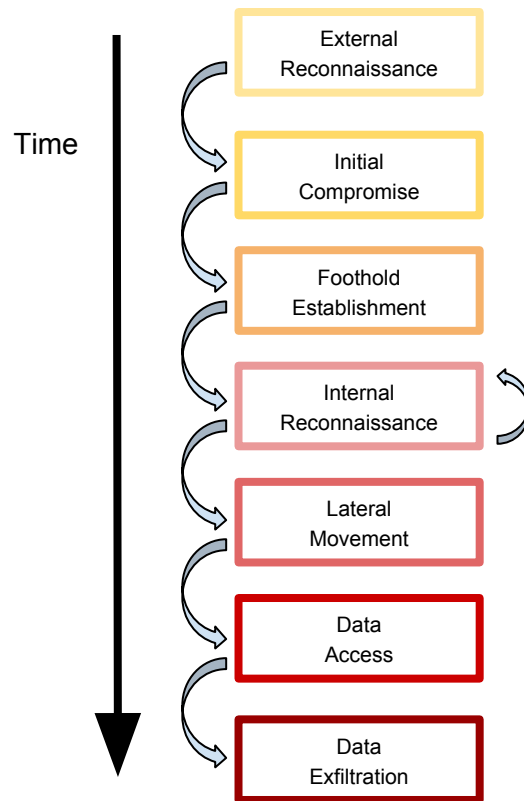 External
Reconnaissance
Time
Initial
Compromise
Foothold
Establishment
Internal
Reconnaissance
Lateral
Movement
Data
Access
Data
Exfiltration